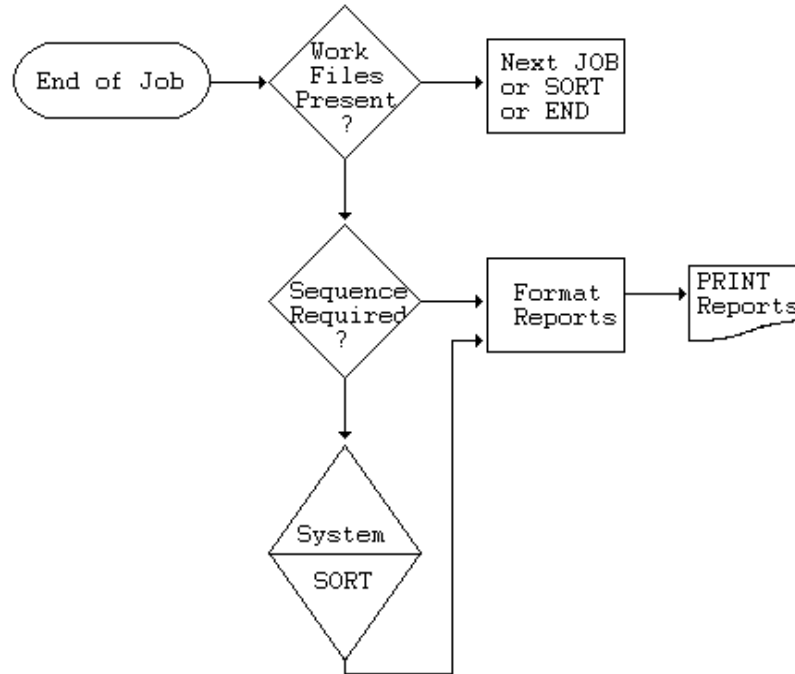 End of Job
Work
Files
Present
?
Next JOB
or SORT
or END
Sequence
Required
?
Format
Reports
PRINT
Reports
System
SORT